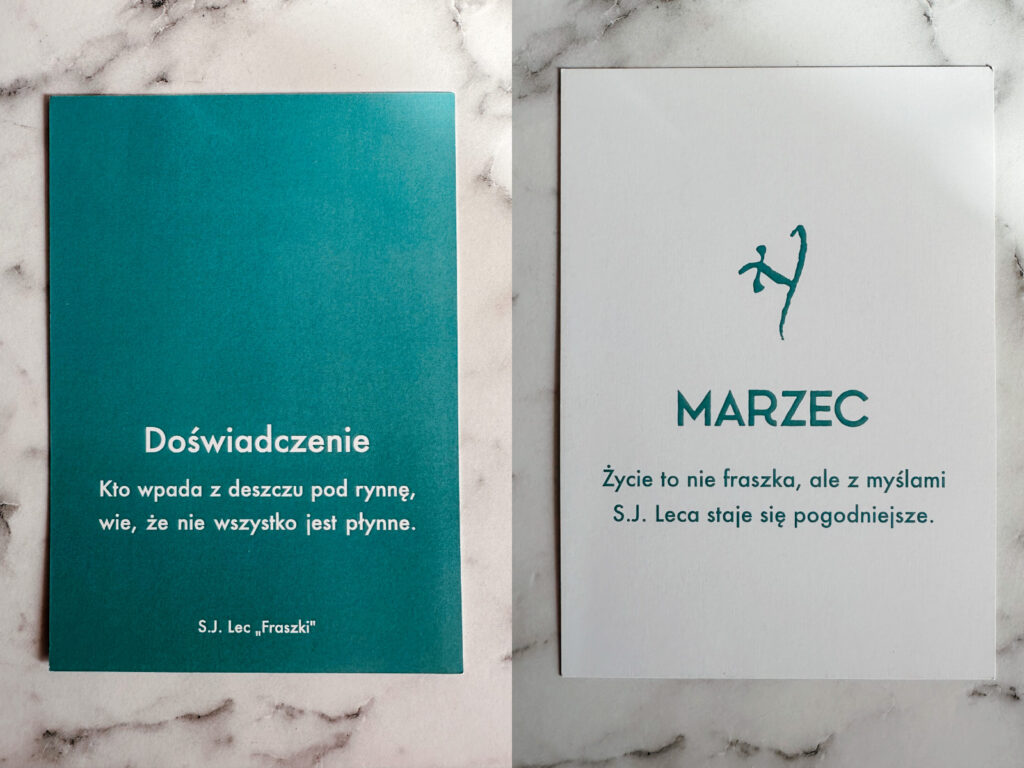 Doświadczenie
Kto wpada z deszczu pod rynnę,
wie, że nie wszystko jest płynne.
S.J. Lec „Fraszki"
MARZEC
Życie to nie fraszka, ale z myślami
S.J. Leca staje się pogodniejsze.